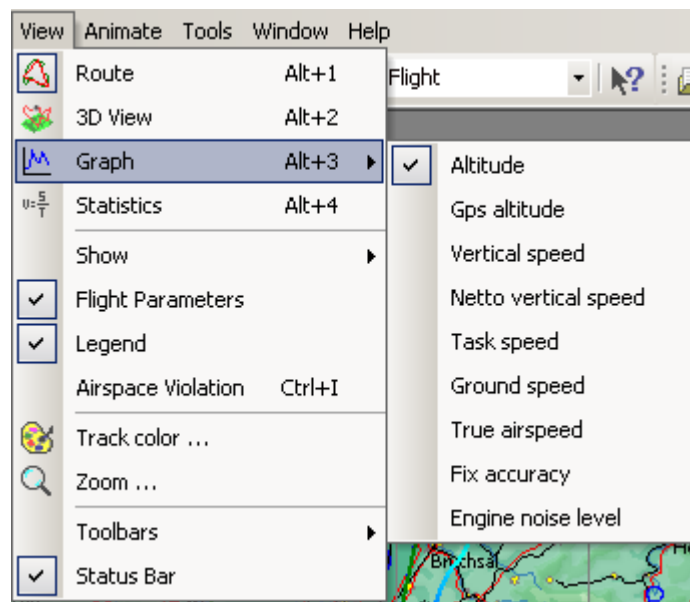 View Animate Tools Window Help
Route Alt+1
Flight
3D View Alt+2
Graph Alt+3
Altitude
Statistics Alt+4
Gps altitude
Show
Vertical speed
Flight Parameters
Netto vertical speed
Legend
Task speed
Airspace Violation Ctrl+I
Ground speed
Track color ...
True airspeed
Zoom ...
Fix accuracy
Toolbars
Engine noise level
Status Bar